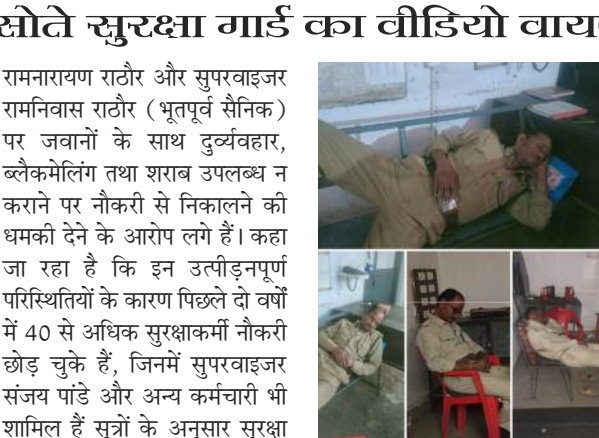 सोते सुरक्षा गार्ड का वीडियो वाय
रामनारायण राठौर और सुपरवाइजर
रामनिवास राठौर (भूतपूर्व सैनिक)
पर जवानों के साथ दुर्व्यवहार,
ब्लैकमेलिंग तथा शराब उपलब्ध न
कराने पर नौकरी से निकालने की
धमकी देने के आरोप लगे हैं। कहा
जा रहा है कि इन उत्पीड़नपूर्ण
परिस्थितियों के कारण पिछले दो वर्षों
में 40 से अधिक सुरक्षाकर्मी नौकरी
छोड़ चुके हैं, जिनमें सुपरवाइजर
संजय पांडे और अन्य कर्मचारी भी
शामिल हैं सूत्रों के अनुसार सुरक्षा